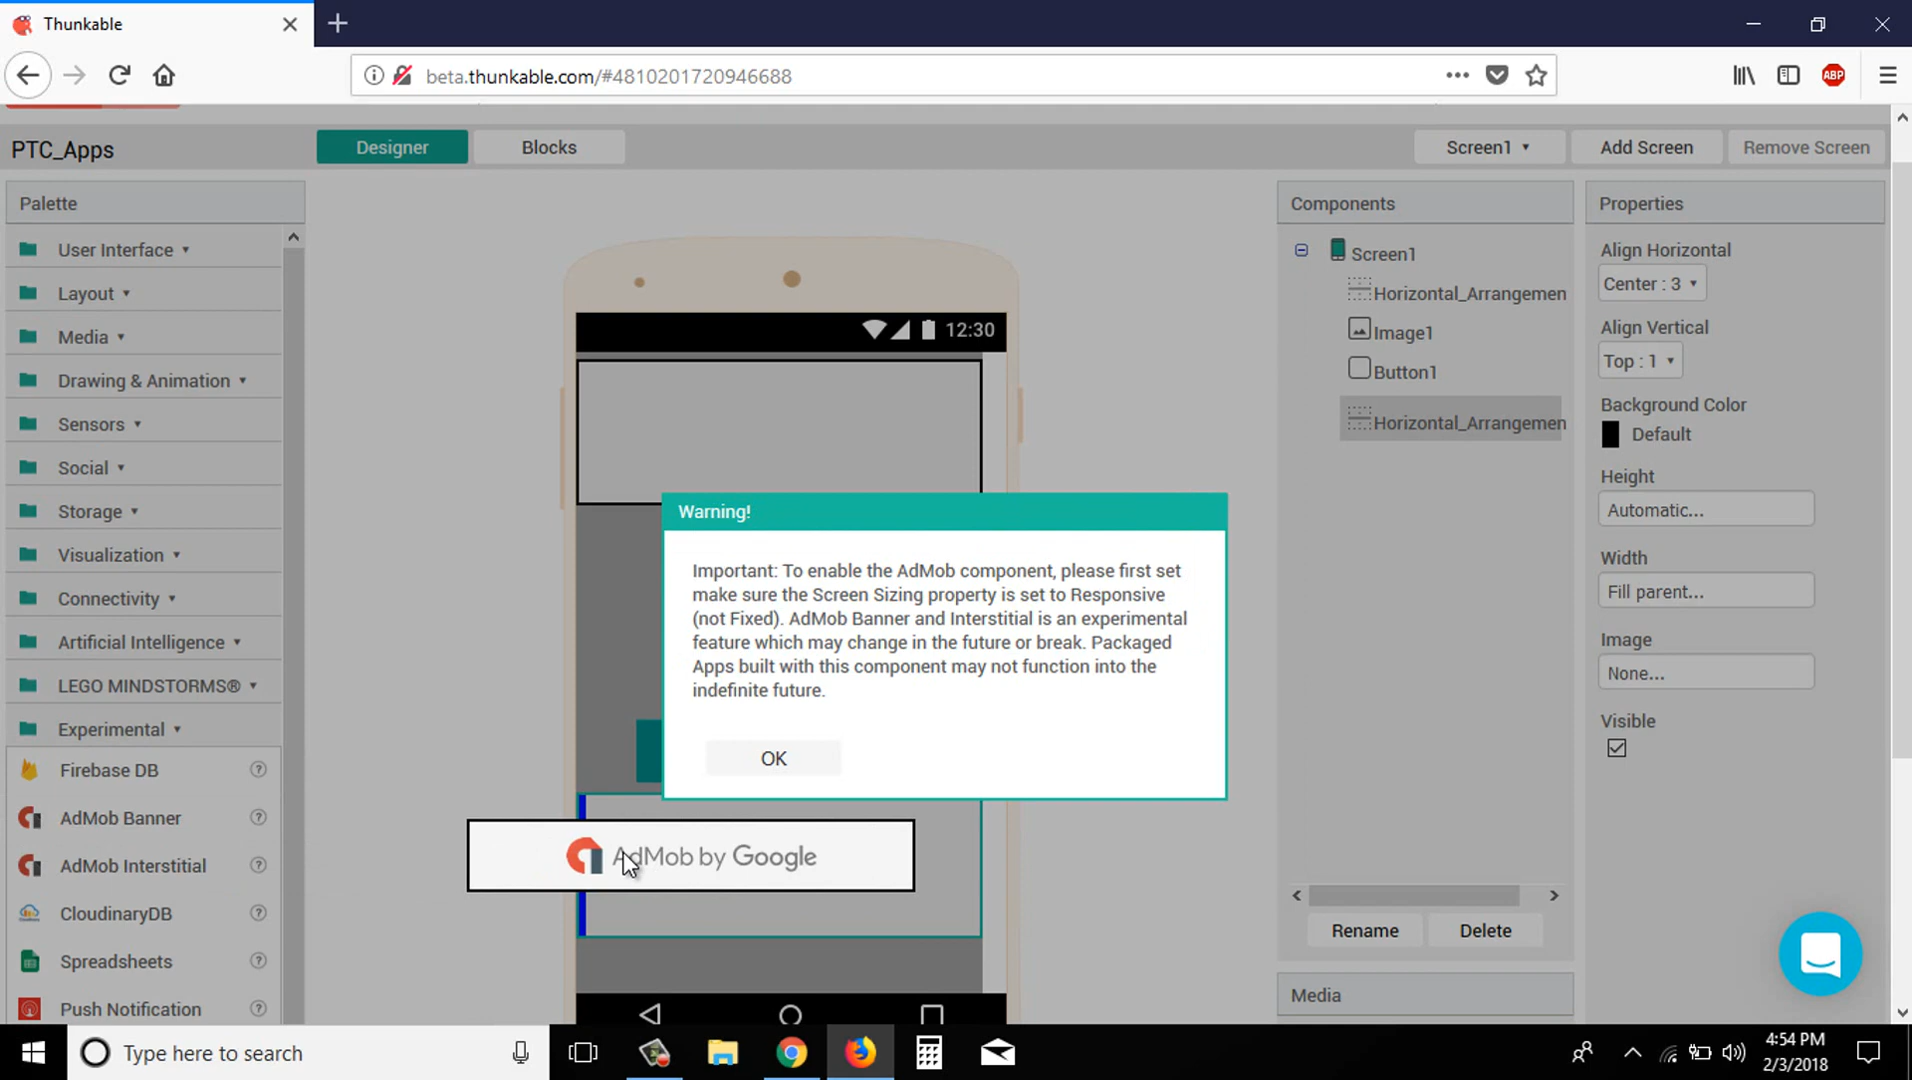 Thunkable
beta.thunkable.com/#4810201720946688
ABP
PTC_Apps
Designer
Blocks
Screen1
Add Screen
Remove Screen
Palette
User Interface
Layout
Media
Drawing & Animation
Sensors
Social
Storage
Visualization
Connectivity
Artificial Intelligence
LEGO MINDSTORMS®
Experimental
Firebase DB
AdMob Banner
AdMob Interstitial
CloudinaryDB
Spreadsheets
Push Notification
12:30
Warning!
Important: To enable the AdMob component, please first set
make sure the Screen Sizing property is set to Responsive
(not Fixed). AdMob Banner and Interstitial is an experimental
feature which may change in the future or break. Packaged
Apps built with this component may not function into the
indefinite future.
OK
AdMob by Google
Components
Screen1
Horizontal_Arrangemen
Image1
Button1
Horizontal_Arrangemen
Rename
Delete
Media
Properties
Align Horizontal
Center : 3
Align Vertical
Top : 1
Background Color
Default
Height
Automatic...
Width
Fill parent...
Image
None...
Visible
Type here to search
4:54 PM
2/3/2018